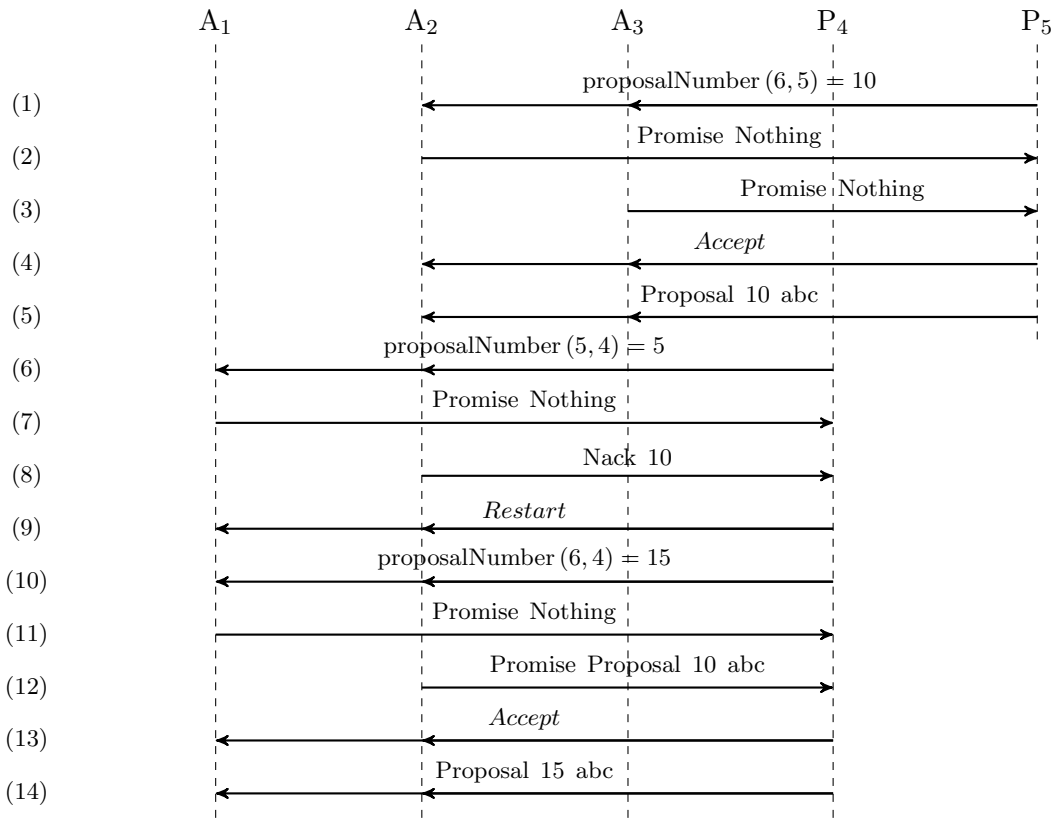 A₁ A₂ A₃ P₄ P₅
(1) proposalNumber (6, 5) = 10
(2) Promise Nothing
(3) Promise Nothing
(4) Accept
(5) Proposal 10 abc
(6) proposalNumber (5, 4) = 5
(7) Promise Nothing
(8) Nack 10
(9) Restart
(10) proposalNumber (6, 4) = 15
(11) Promise Nothing
(12) Promise Proposal 10 abc
(13) Accept
(14) Proposal 15 abc